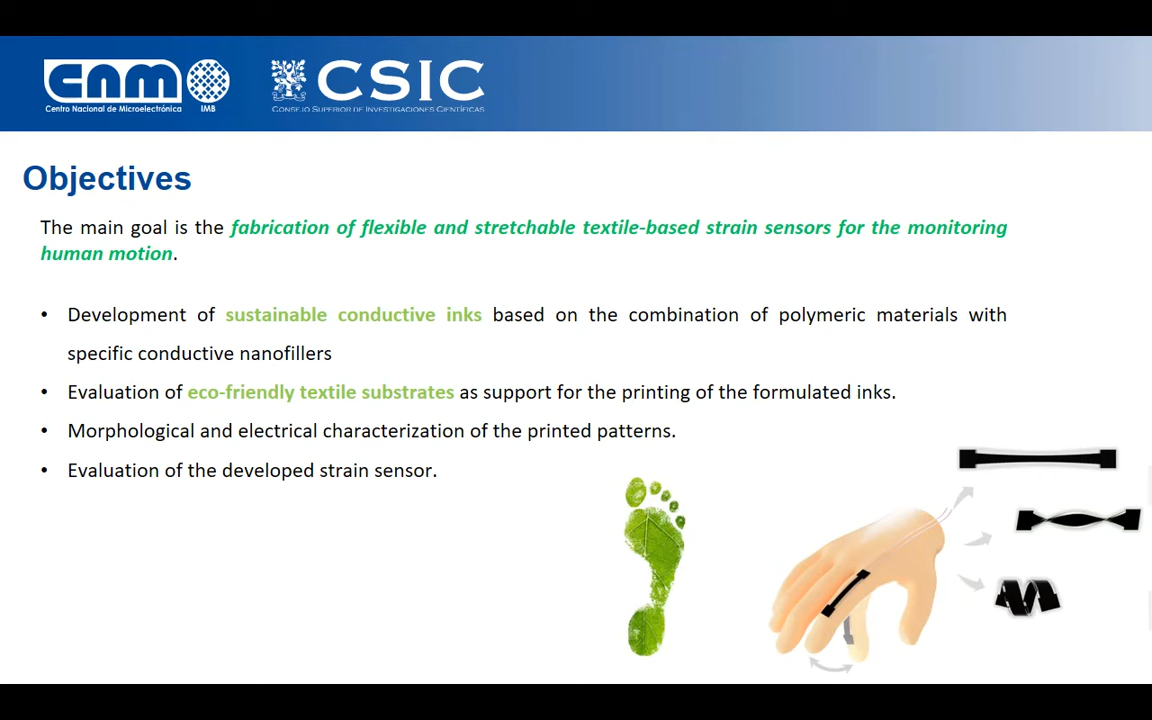 cnm
CSIC
Centro Nacional de Microelectrónica IMB
CONSEJO SUPERIOR DE INVESTIGACIONES CIENTÍFICAS
Objectives
The main goal is the fabrication of flexible and stretchable textile-based strain sensors for the monitoring
human motion.
• Development of sustainable conductive inks based on the combination of polymeric materials with
specific conductive nanofillers
• Evaluation of eco-friendly textile substrates as support for the printing of the formulated inks.
• Morphological and electrical characterization of the printed patterns.
• Evaluation of the developed strain sensor.